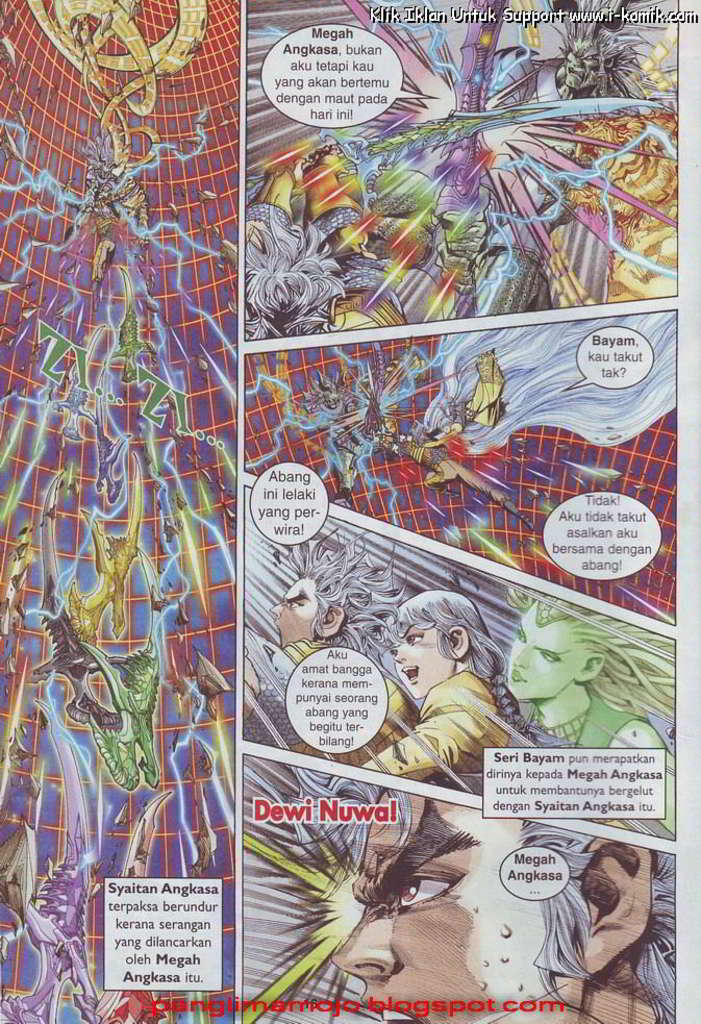 Klik Iklan Untuk Support www.i-komik.com
Megah
Angkasa, bukan
aku tetapi kau
yang akan bertemu
dengan maut pada
hari ini!
ZI... ZI...
Bayam,
kau takut
tak?
Tidak!
Aku tidak takut
asalkan aku
bersama dengan
abang!
Abang
ini lelaki
yang per-
wira!
Aku
amat bangga
kerana mem-
punyai seorang
abang yang
begitu ter-
bilang!
Seri Bayam pun merapatkan
dirinya kepada Megah Angkasa
untuk membantunya bergelut
dengan Syaitan Angkasa itu.
Dewi Nuwa!
Megah
Angkasa
...
Syaitan Angkasa
terpaksa berundur
kerana serangan
yang dilancarkan
oleh Megah
Angkasa itu.
panglimamojo.blogspot.com